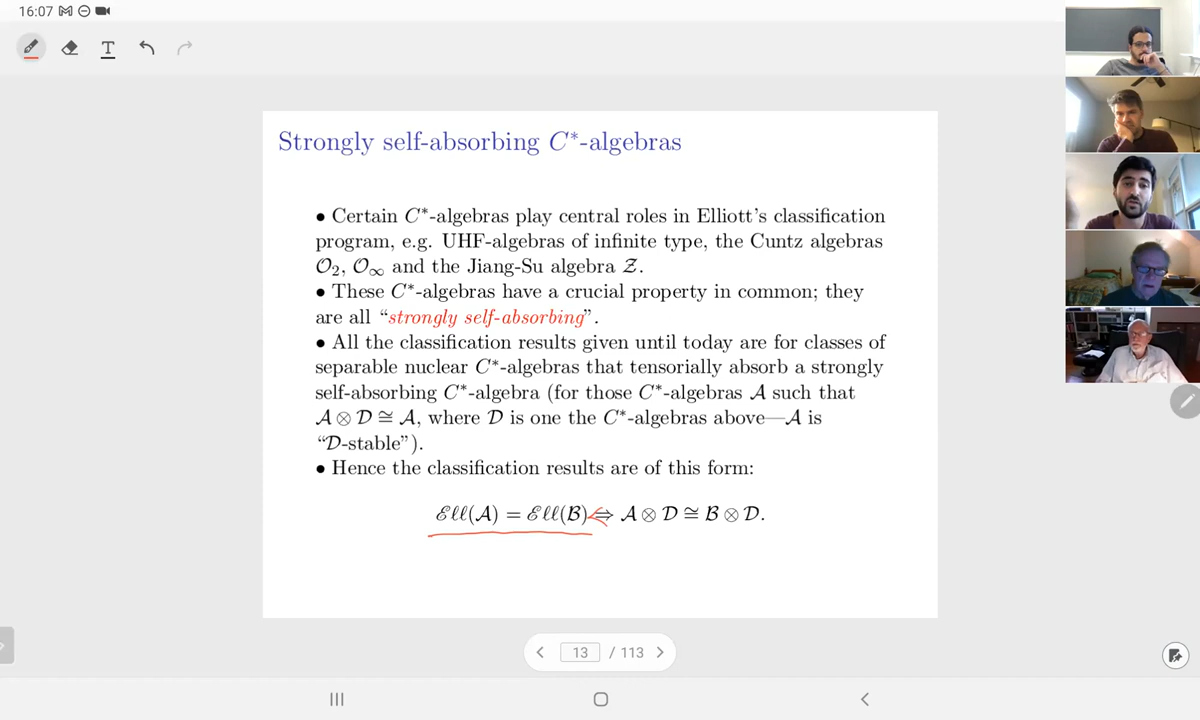 16:07
T
Strongly self-absorbing C*-algebras
• Certain C*-algebras play central roles in Elliott's classification
program, e.g. UHF-algebras of infinite type, the Cuntz algebras
𝒪₂, 𝒪∞ and the Jiang-Su algebra 𝒵.
• These C*-algebras have a crucial property in common; they
are all “strongly self-absorbing”.
• All the classification results given until today are for classes of
separable nuclear C*-algebras that tensorially absorb a strongly
self-absorbing C*-algebra (for those C*-algebras 𝒜 such that
𝒜 ⊗ 𝒟 ≅ 𝒜, where 𝒟 is one the C*-algebras above—𝒜 is
“𝒟-stable”).
• Hence the classification results are of this form:
ℰℓℓ(𝒜) = ℰℓℓ(ℬ) ⇔ 𝒜 ⊗ 𝒟 ≅ ℬ ⊗ 𝒟.
13 / 113